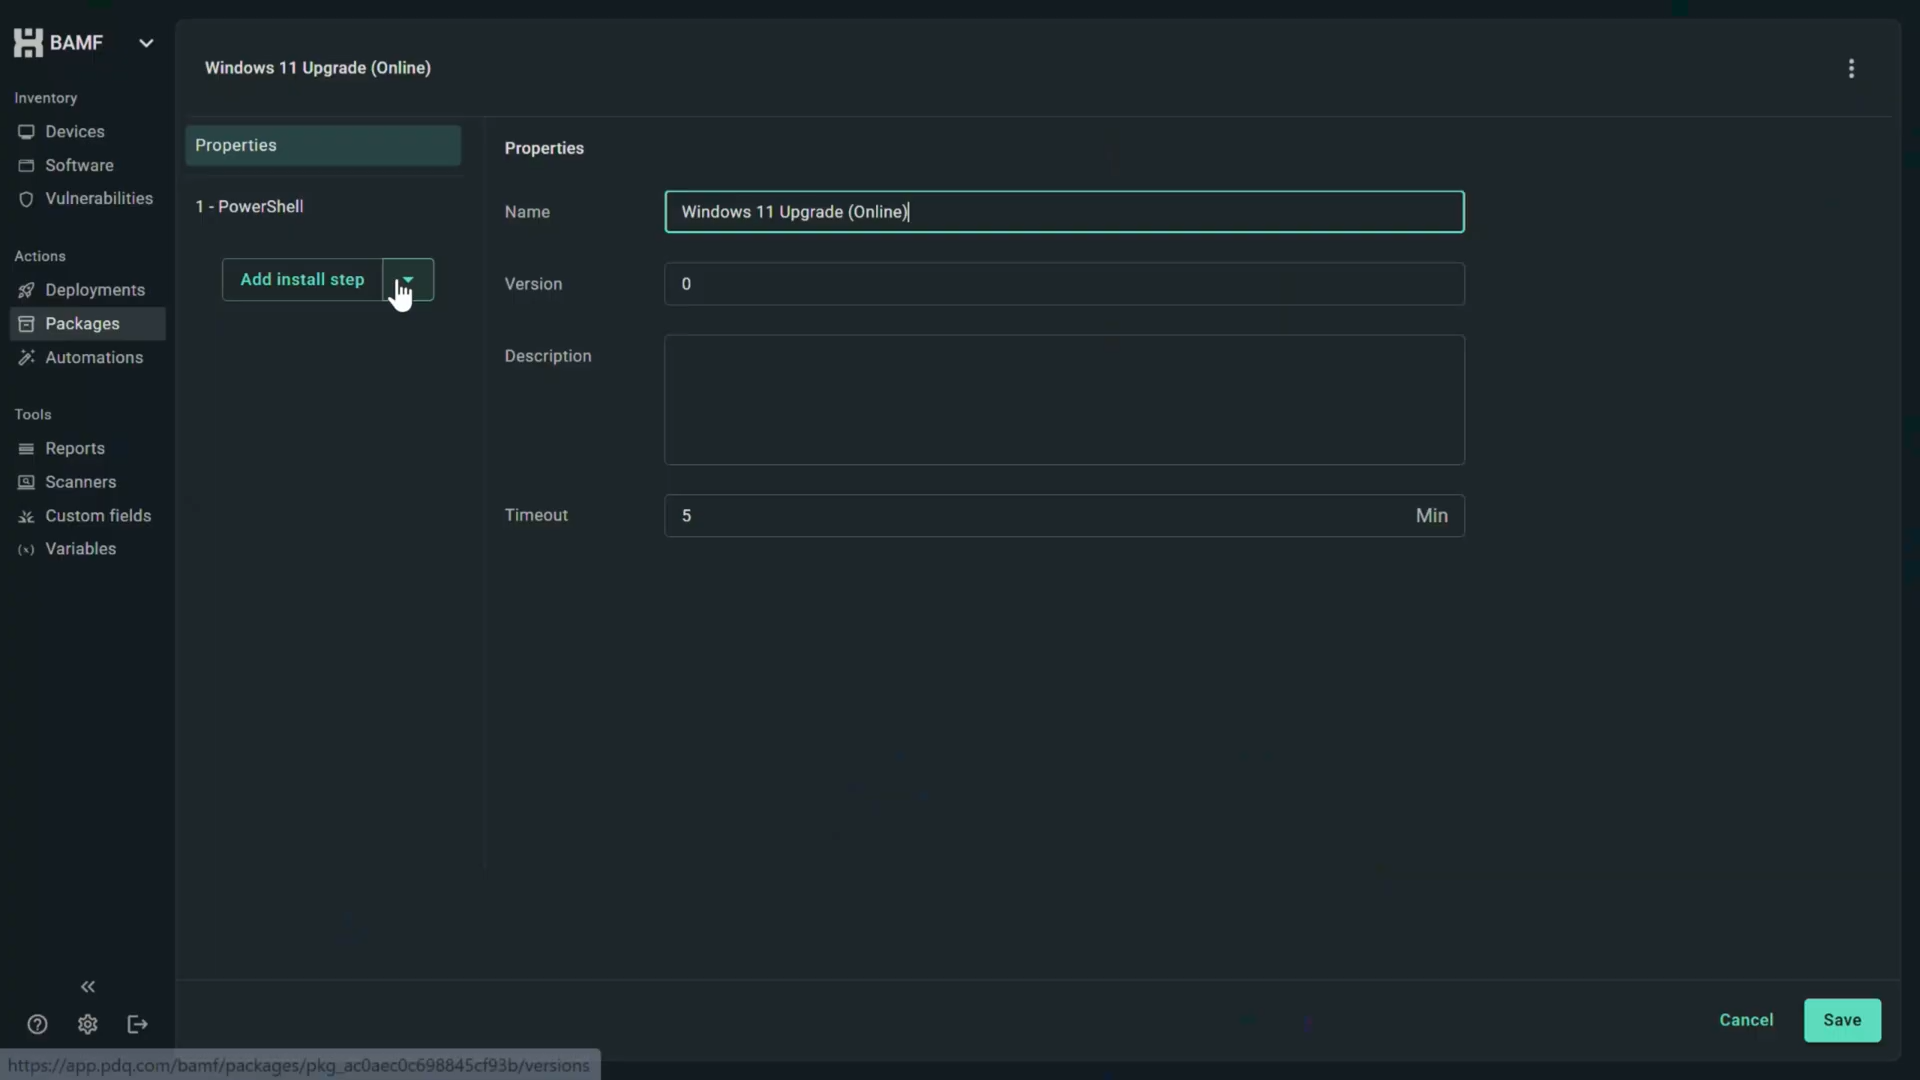 BAMF
Inventory
Devices
Software
Vulnerabilities
Actions
Deployments
Packages
Automations
Tools
Reports
Scanners
Custom fields
Variables
Windows 11 Upgrade (Online)
Properties
1 - PowerShell
Add install step
Properties
Name
Windows 11 Upgrade (Online)
Version
0
Description
Timeout
5
Min
Cancel
Save
https://app.pdq.com/bamf/packages/pkg_ac0aec0c698845cf93b/versions